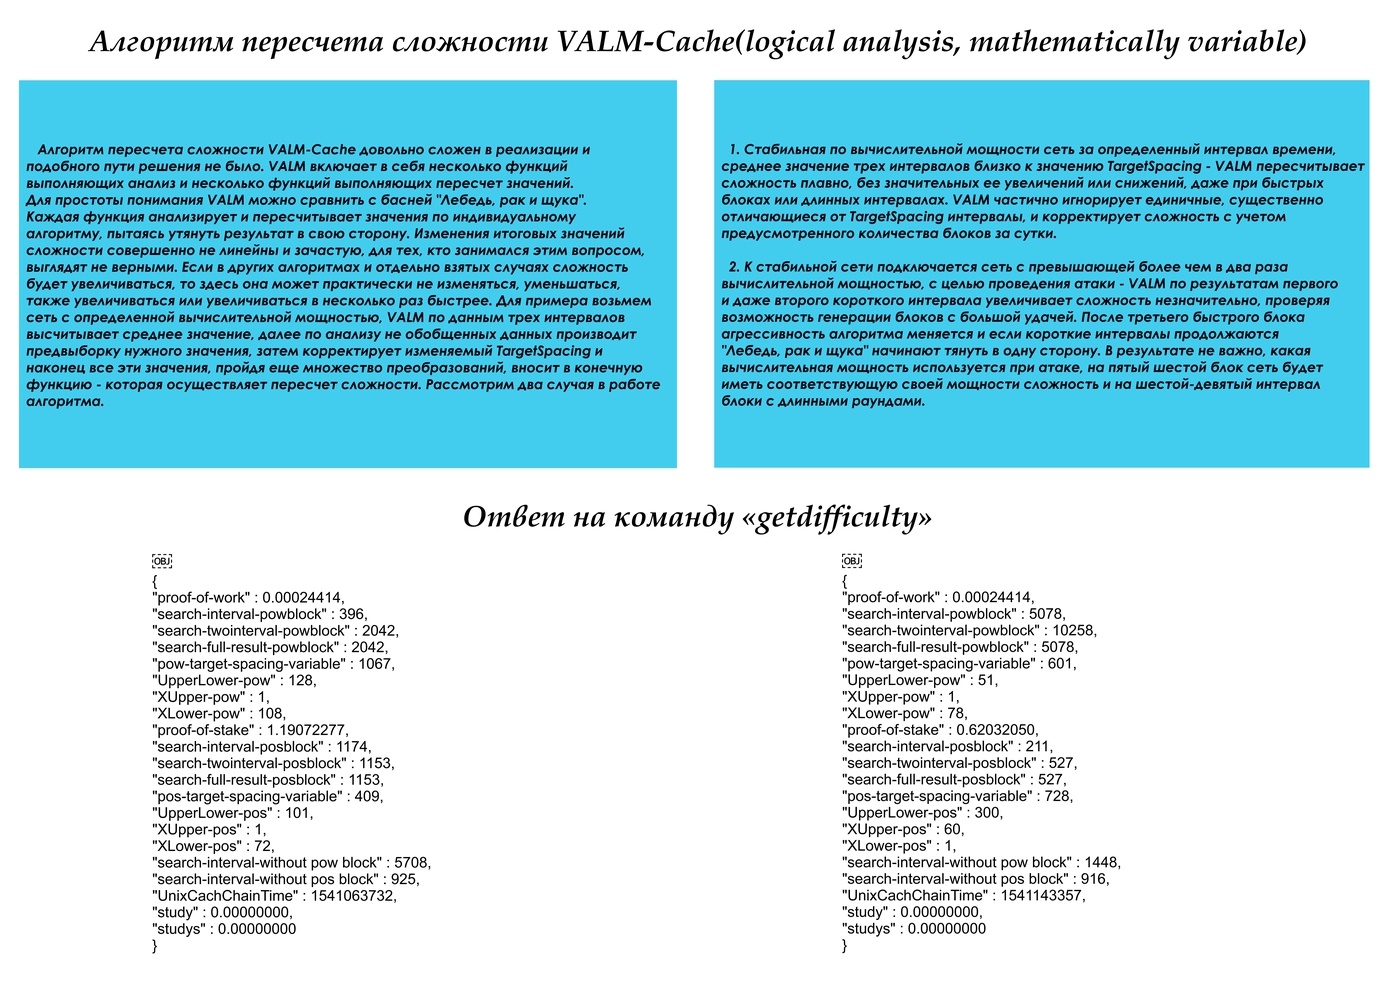 Алгоритм пересчета сложности VALM-Cache(logical analysis, mathematically variable)
Алгоритм пересчета сложности VALM-Cache довольно сложен в реализации и
подобного пути решения не было. VALM включает в себя несколько функций
выполняющих анализ и несколько функций выполняющих пересчет значений.
Для простоты понимания VALM можно сравнить с басней "Лебедь, рак и щука".
Каждая функция анализирует и пересчитывает значения по индивидуальному
алгоритму, пытаясь утянуть результат в свою сторону. Изменения итоговых значений
сложности совершенно не линейны и зачастую, для тех, кто занимался этим вопросом,
выглядят не верными. Если в других алгоритмах и отдельно взятых случаях сложность
будет увеличиваться, то здесь она может практически не изменяться, уменьшаться,
также увеличиваться или увеличиваться в несколько раз быстрее. Для примера возьмем
сеть с определенной вычислительной мощностью, VALM по данным трех интервалов
высчитывает среднее значение, далее по анализу не обобщенных данных производит
предвыборку нужного значения, затем корректирует изменяемый TargetSpacing и
наконец все эти значения, пройдя еще множество преобразований, вносит в конечную
функцию - которая осуществляет пересчет сложности. Рассмотрим два случая в работе
алгоритма.
1. Стабильная по вычислительной мощности сеть за определенный интервал времени,
среднее значение трех интервалов близко к значению TargetSpacing - VALM пересчитывает
сложность плавно, без значительных ее увеличений или снижений, даже при быстрых
блоках или длинных интервалах. VALM частично игнорирует единичные, существенно
отличающиеся от TargetSpacing интервалы, и корректирует сложность с учетом
предусмотренного количества блоков за сутки.
2. К стабильной сети подключается сеть с превышающей более чем в два раза
вычислительной мощностью, с целью проведения атаки - VALM по результатам первого
и даже второго короткого интервала увеличивает сложность незначительно, проверяя
возможность генерации блоков с большой удачей. После третьего быстрого блока
агрессивность алгоритма меняется и если короткие интервалы продолжаются
"Лебедь, рак и щука" начинают тянуть в одну сторону. В результате не важно, какая
вычислительная мощность используется при атаке, на пятый шестой блок сеть будет
иметь соответствующую своей мощности сложность и на шестой-девятый интервал
блоки с длинными раундами.
Ответ на команду «getdifficulty»
OBJ
{
"proof-of-work" : 0.00024414,
"search-interval-powblock" : 396,
"search-twointerval-powblock" : 2042,
"search-full-result-powblock" : 2042,
"pow-target-spacing-variable" : 1067,
"UpperLower-pow" : 128,
"XUpper-pow" : 1,
"XLower-pow" : 108,
"proof-of-stake" : 1.19072277,
"search-interval-posblock" : 1174,
"search-twointerval-posblock" : 1153,
"search-full-result-posblock" : 1153,
"pos-target-spacing-variable" : 409,
"UpperLower-pos" : 101,
"XUpper-pos" : 1,
"XLower-pos" : 72,
"search-interval-without pow block" : 5708,
"search-interval-without pos block" : 925,
"UnixCachChainTime" : 1541063732,
"study" : 0.00000000,
"studys" : 0.00000000
}
OBJ
{
"proof-of-work" : 0.00024414,
"search-interval-powblock" : 5078,
"search-twointerval-powblock" : 10258,
"search-full-result-powblock" : 5078,
"pow-target-spacing-variable" : 601,
"UpperLower-pow" : 51,
"XUpper-pow" : 1,
"XLower-pow" : 78,
"proof-of-stake" : 0.62032050,
"search-interval-posblock" : 211,
"search-twointerval-posblock" : 527,
"search-full-result-posblock" : 527,
"pos-target-spacing-variable" : 728,
"UpperLower-pos" : 300,
"XUpper-pos" : 60,
"XLower-pos" : 1,
"search-interval-without pow block" : 1448,
"search-interval-without pos block" : 916,
"UnixCachChainTime" : 1541143357,
"study" : 0.00000000,
"studys" : 0.00000000
}